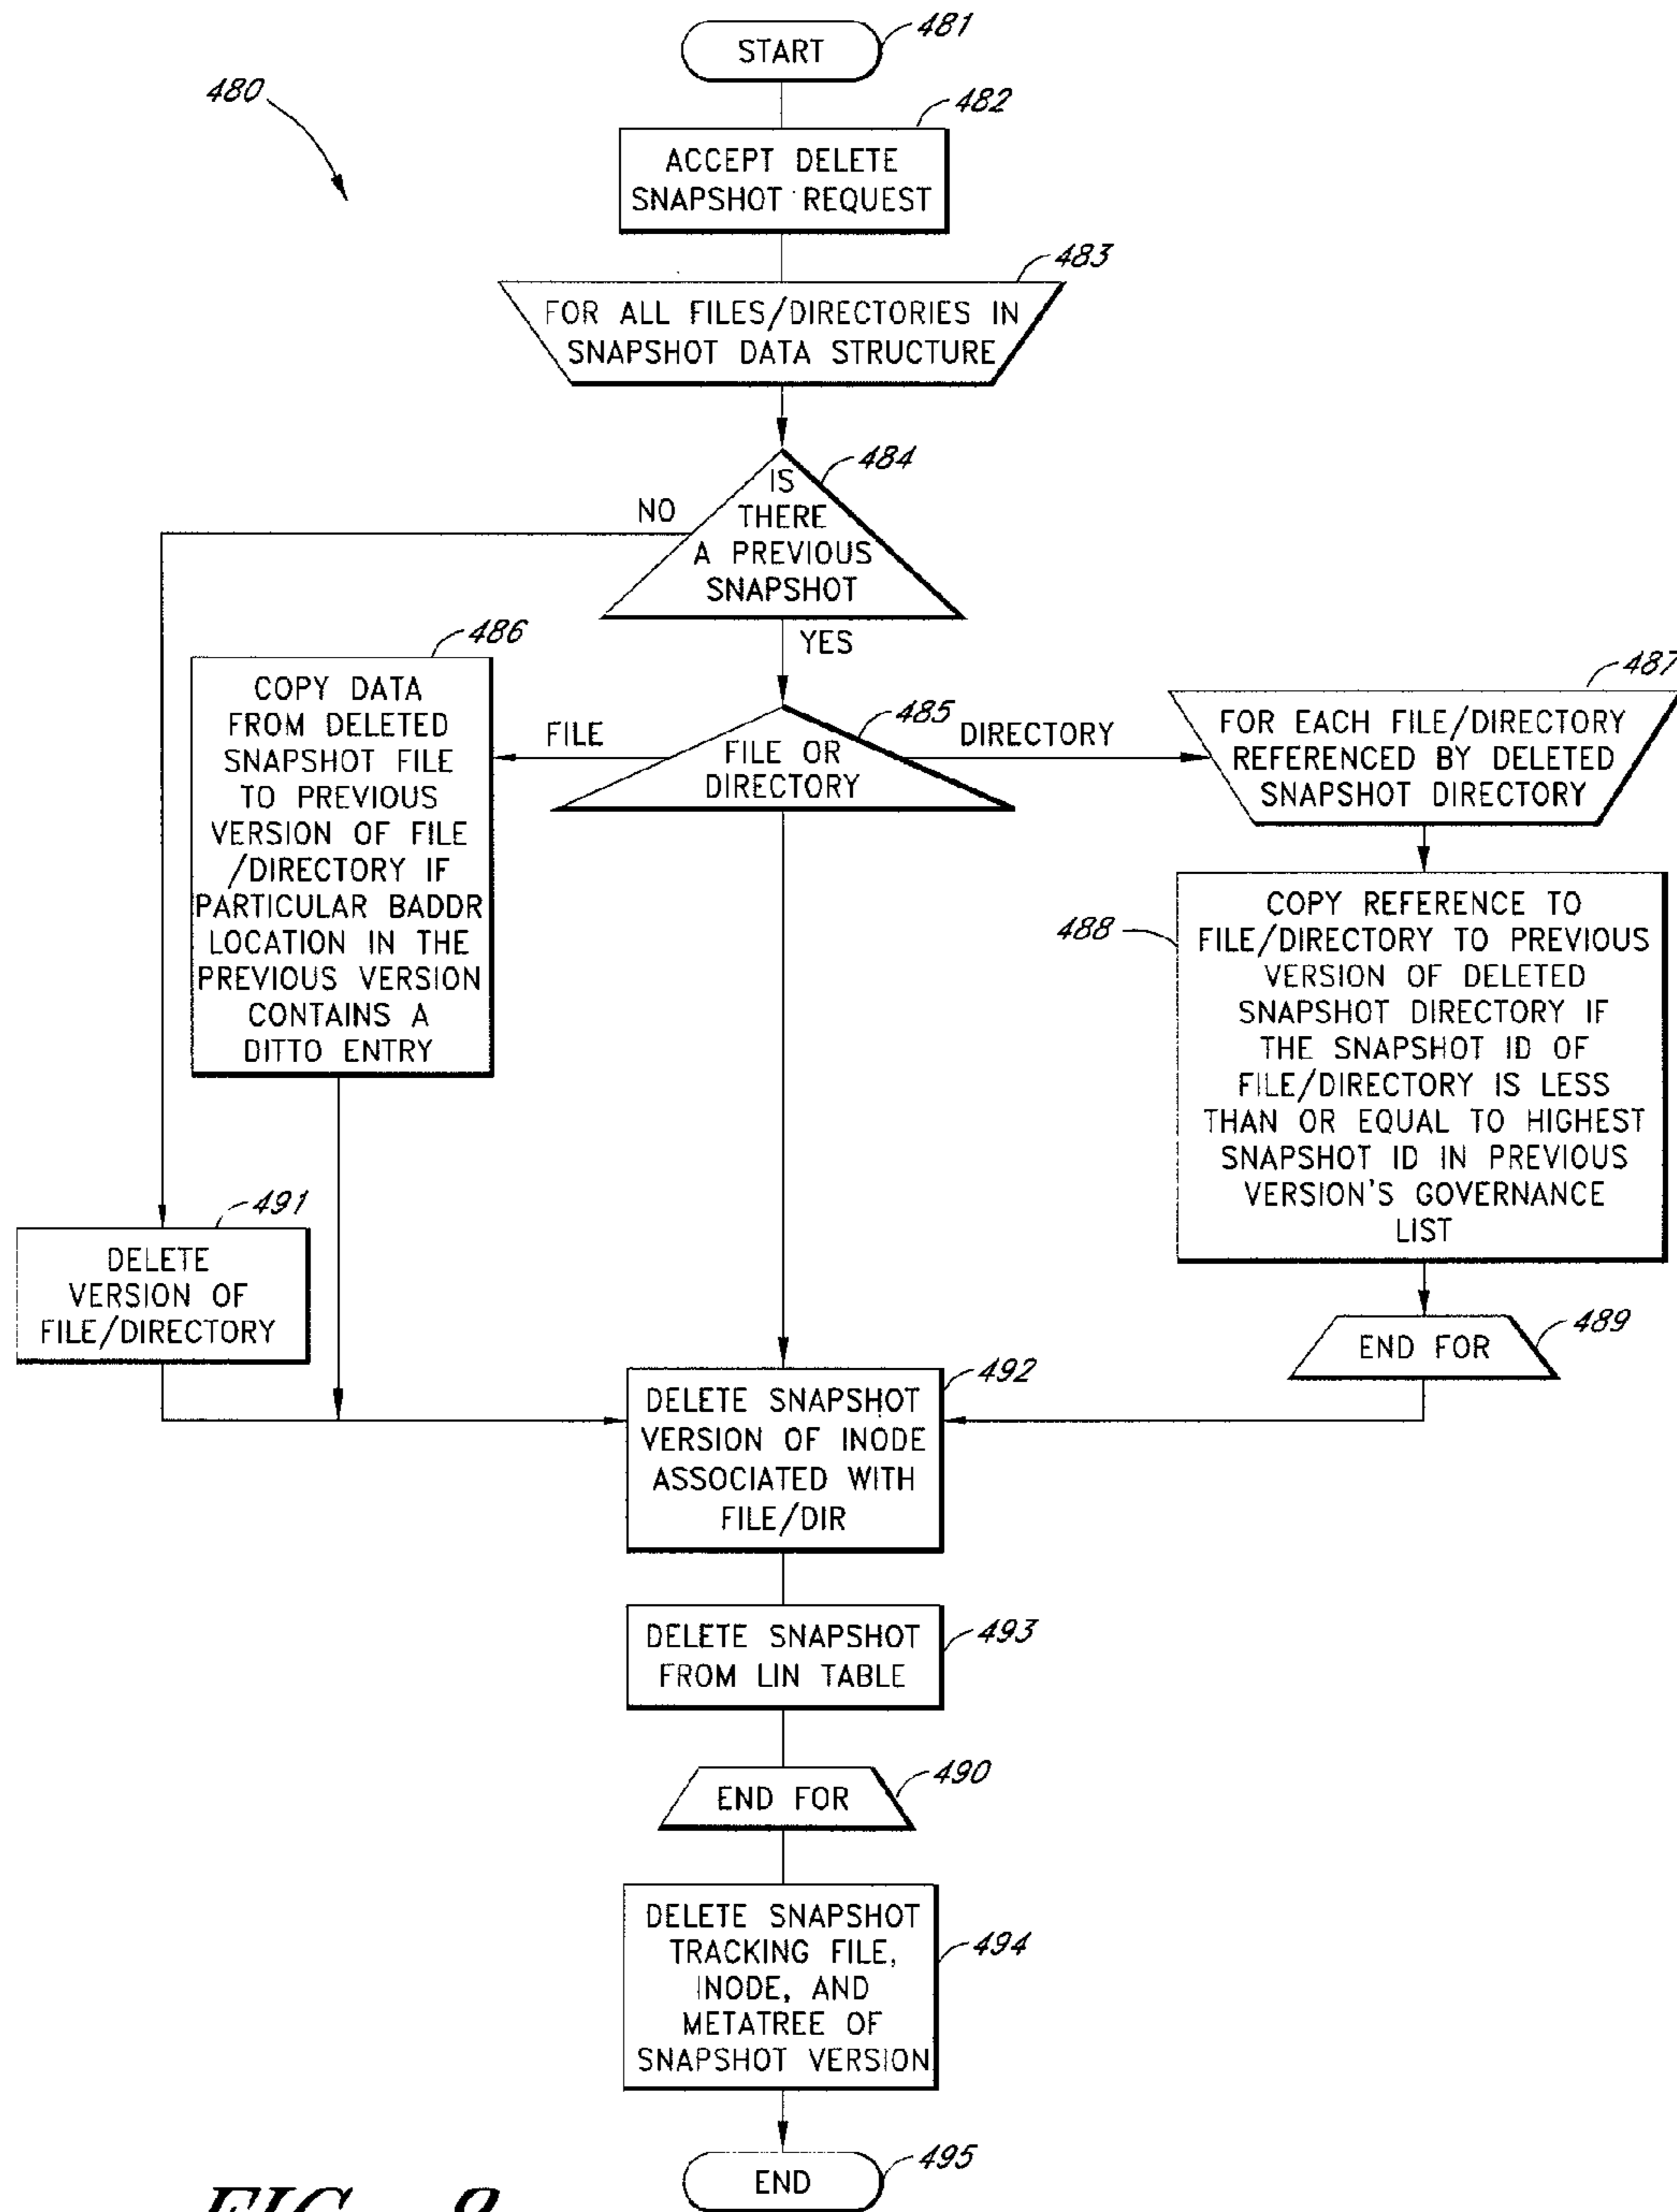 START
481
480
482
ACCEPT DELETE
SNAPSHOT REQUEST
483
FOR ALL FILES/DIRECTORIES IN
SNAPSHOT DATA STRUCTURE
484
IS
THERE
A PREVIOUS
SNAPSHOT
NO
YES
486
COPY DATA
FROM DELETED
SNAPSHOT FILE
TO PREVIOUS
VERSION OF FILE
/DIRECTORY IF
PARTICULAR BADDR
LOCATION IN THE
PREVIOUS VERSION
CONTAINS A
DITTO ENTRY
FILE
485
FILE OR
DIRECTORY
DIRECTORY
487
FOR EACH FILE/DIRECTORY
REFERENCED BY DELETED
SNAPSHOT DIRECTORY
488
COPY REFERENCE TO
FILE/DIRECTORY TO PREVIOUS
VERSION OF DELETED
SNAPSHOT DIRECTORY IF
THE SNAPSHOT ID OF
FILE/DIRECTORY IS LESS
THAN OR EQUAL TO HIGHEST
SNAPSHOT ID IN PREVIOUS
VERSION'S GOVERNANCE
LIST
491
DELETE
VERSION OF
FILE/DIRECTORY
489
END FOR
492
DELETE SNAPSHOT
VERSION OF INODE
ASSOCIATED WITH
FILE/DIR
DELETE SNAPSHOT
FROM LIN TABLE
493
490
END FOR
DELETE SNAPSHOT
TRACKING FILE,
INODE, AND
METATREE OF
SNAPSHOT VERSION
494
END
495
FIG. 8